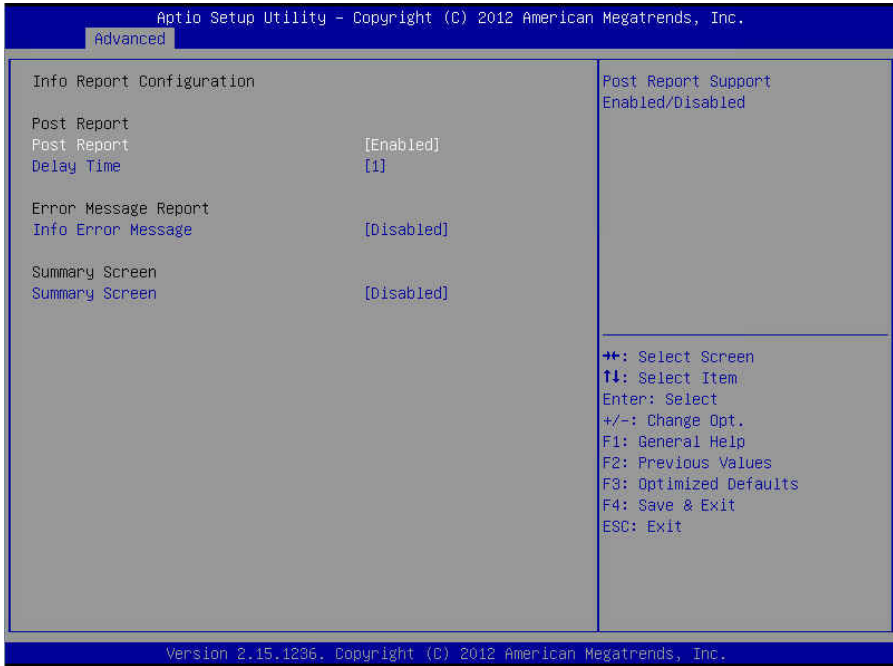 Aptio Setup Utility – Copyright (C) 2012 American Megatrends, Inc.
Advanced
Info Report Configuration
Post Report
Post Report [Enabled]
Delay Time [1]
Error Message Report
Info Error Message [Disabled]
Summary Screen
Summary Screen [Disabled]
Post Report Support
Enabled/Disabled
→←: Select Screen
↑↓: Select Item
Enter: Select
+/-: Change Opt.
F1: General Help
F2: Previous Values
F3: Optimized Defaults
F4: Save & Exit
ESC: Exit
Version 2.15.1236. Copyright (C) 2012 American Megatrends, Inc.